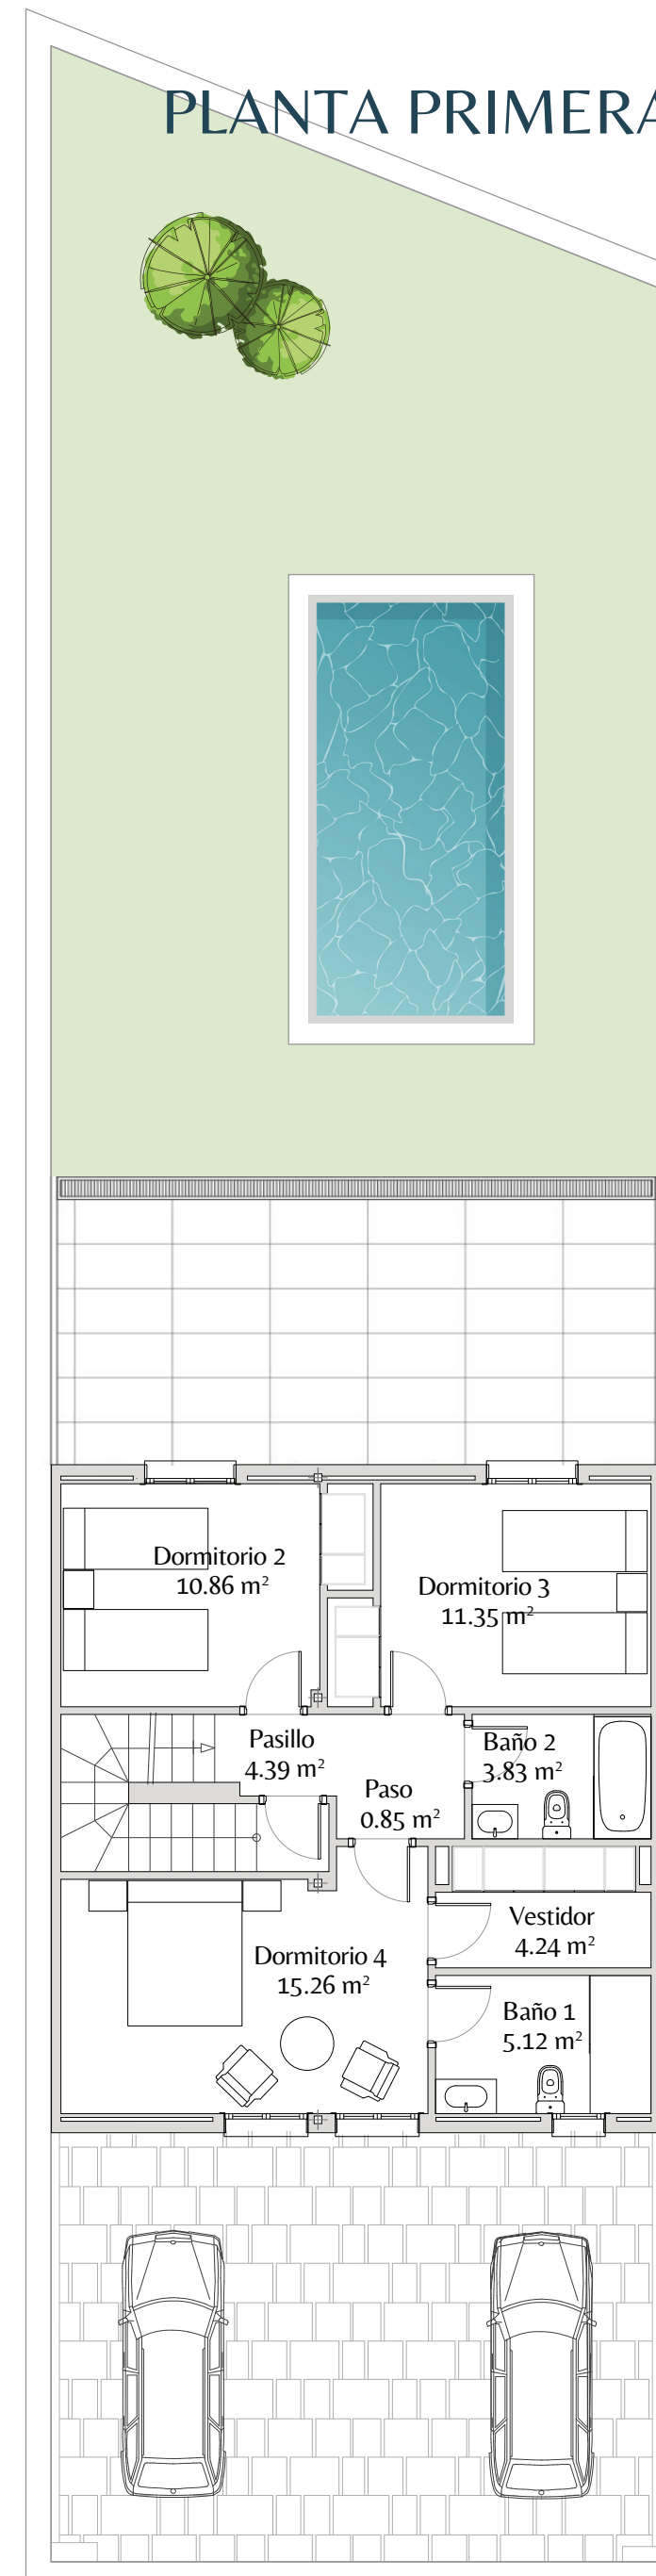 PLANTA PRIMERA
Dormitorio 2
10.86 m²
Dormitorio 3
11.35 m²
Pasillo
4.39 m²
Baño 2
3.83 m²
Paso
0.85 m²
Vestidor
4.24 m²
Dormitorio 4
15.26 m²
Baño 1
5.12 m²